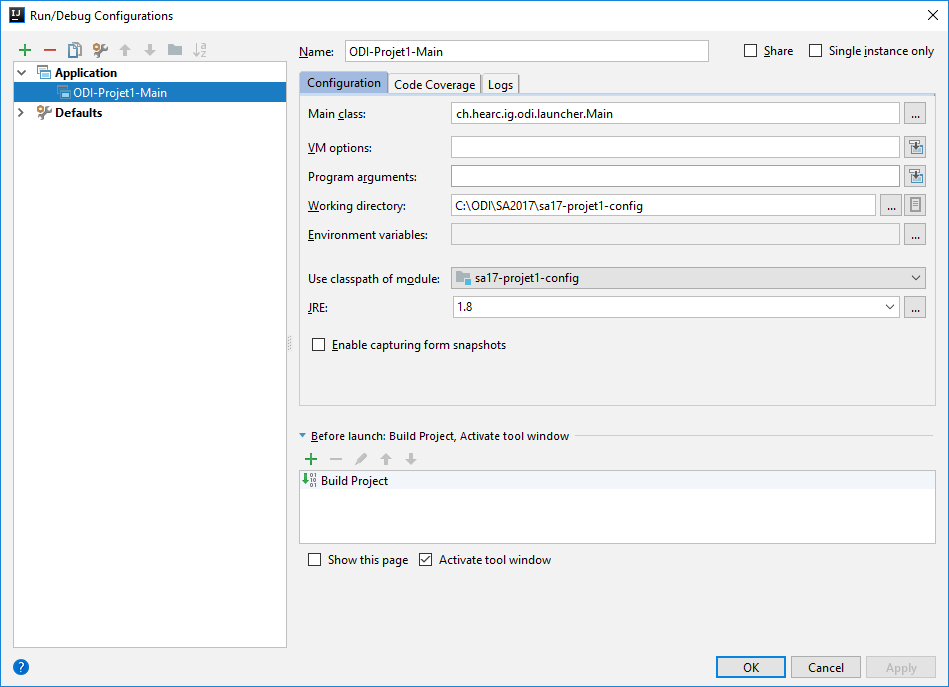 Run/Debug Configurations
Name: ODI-Projet1-Main Share Single instance only
Application
ODI-Projet1-Main
Defaults
Configuration Code Coverage Logs
Main class: ch.hearc.ig.odi.launcher.Main ...
VM options:
Program arguments:
Working directory: C:\ODI\SA2017\sa17-projet1-config ...
Environment variables: ...
Use classpath of module: sa17-projet1-config
JRE: 1.8 ...
Enable capturing form snapshots
Before launch: Build Project, Activate tool window
Build Project
Show this page Activate tool window
? OK Cancel Apply